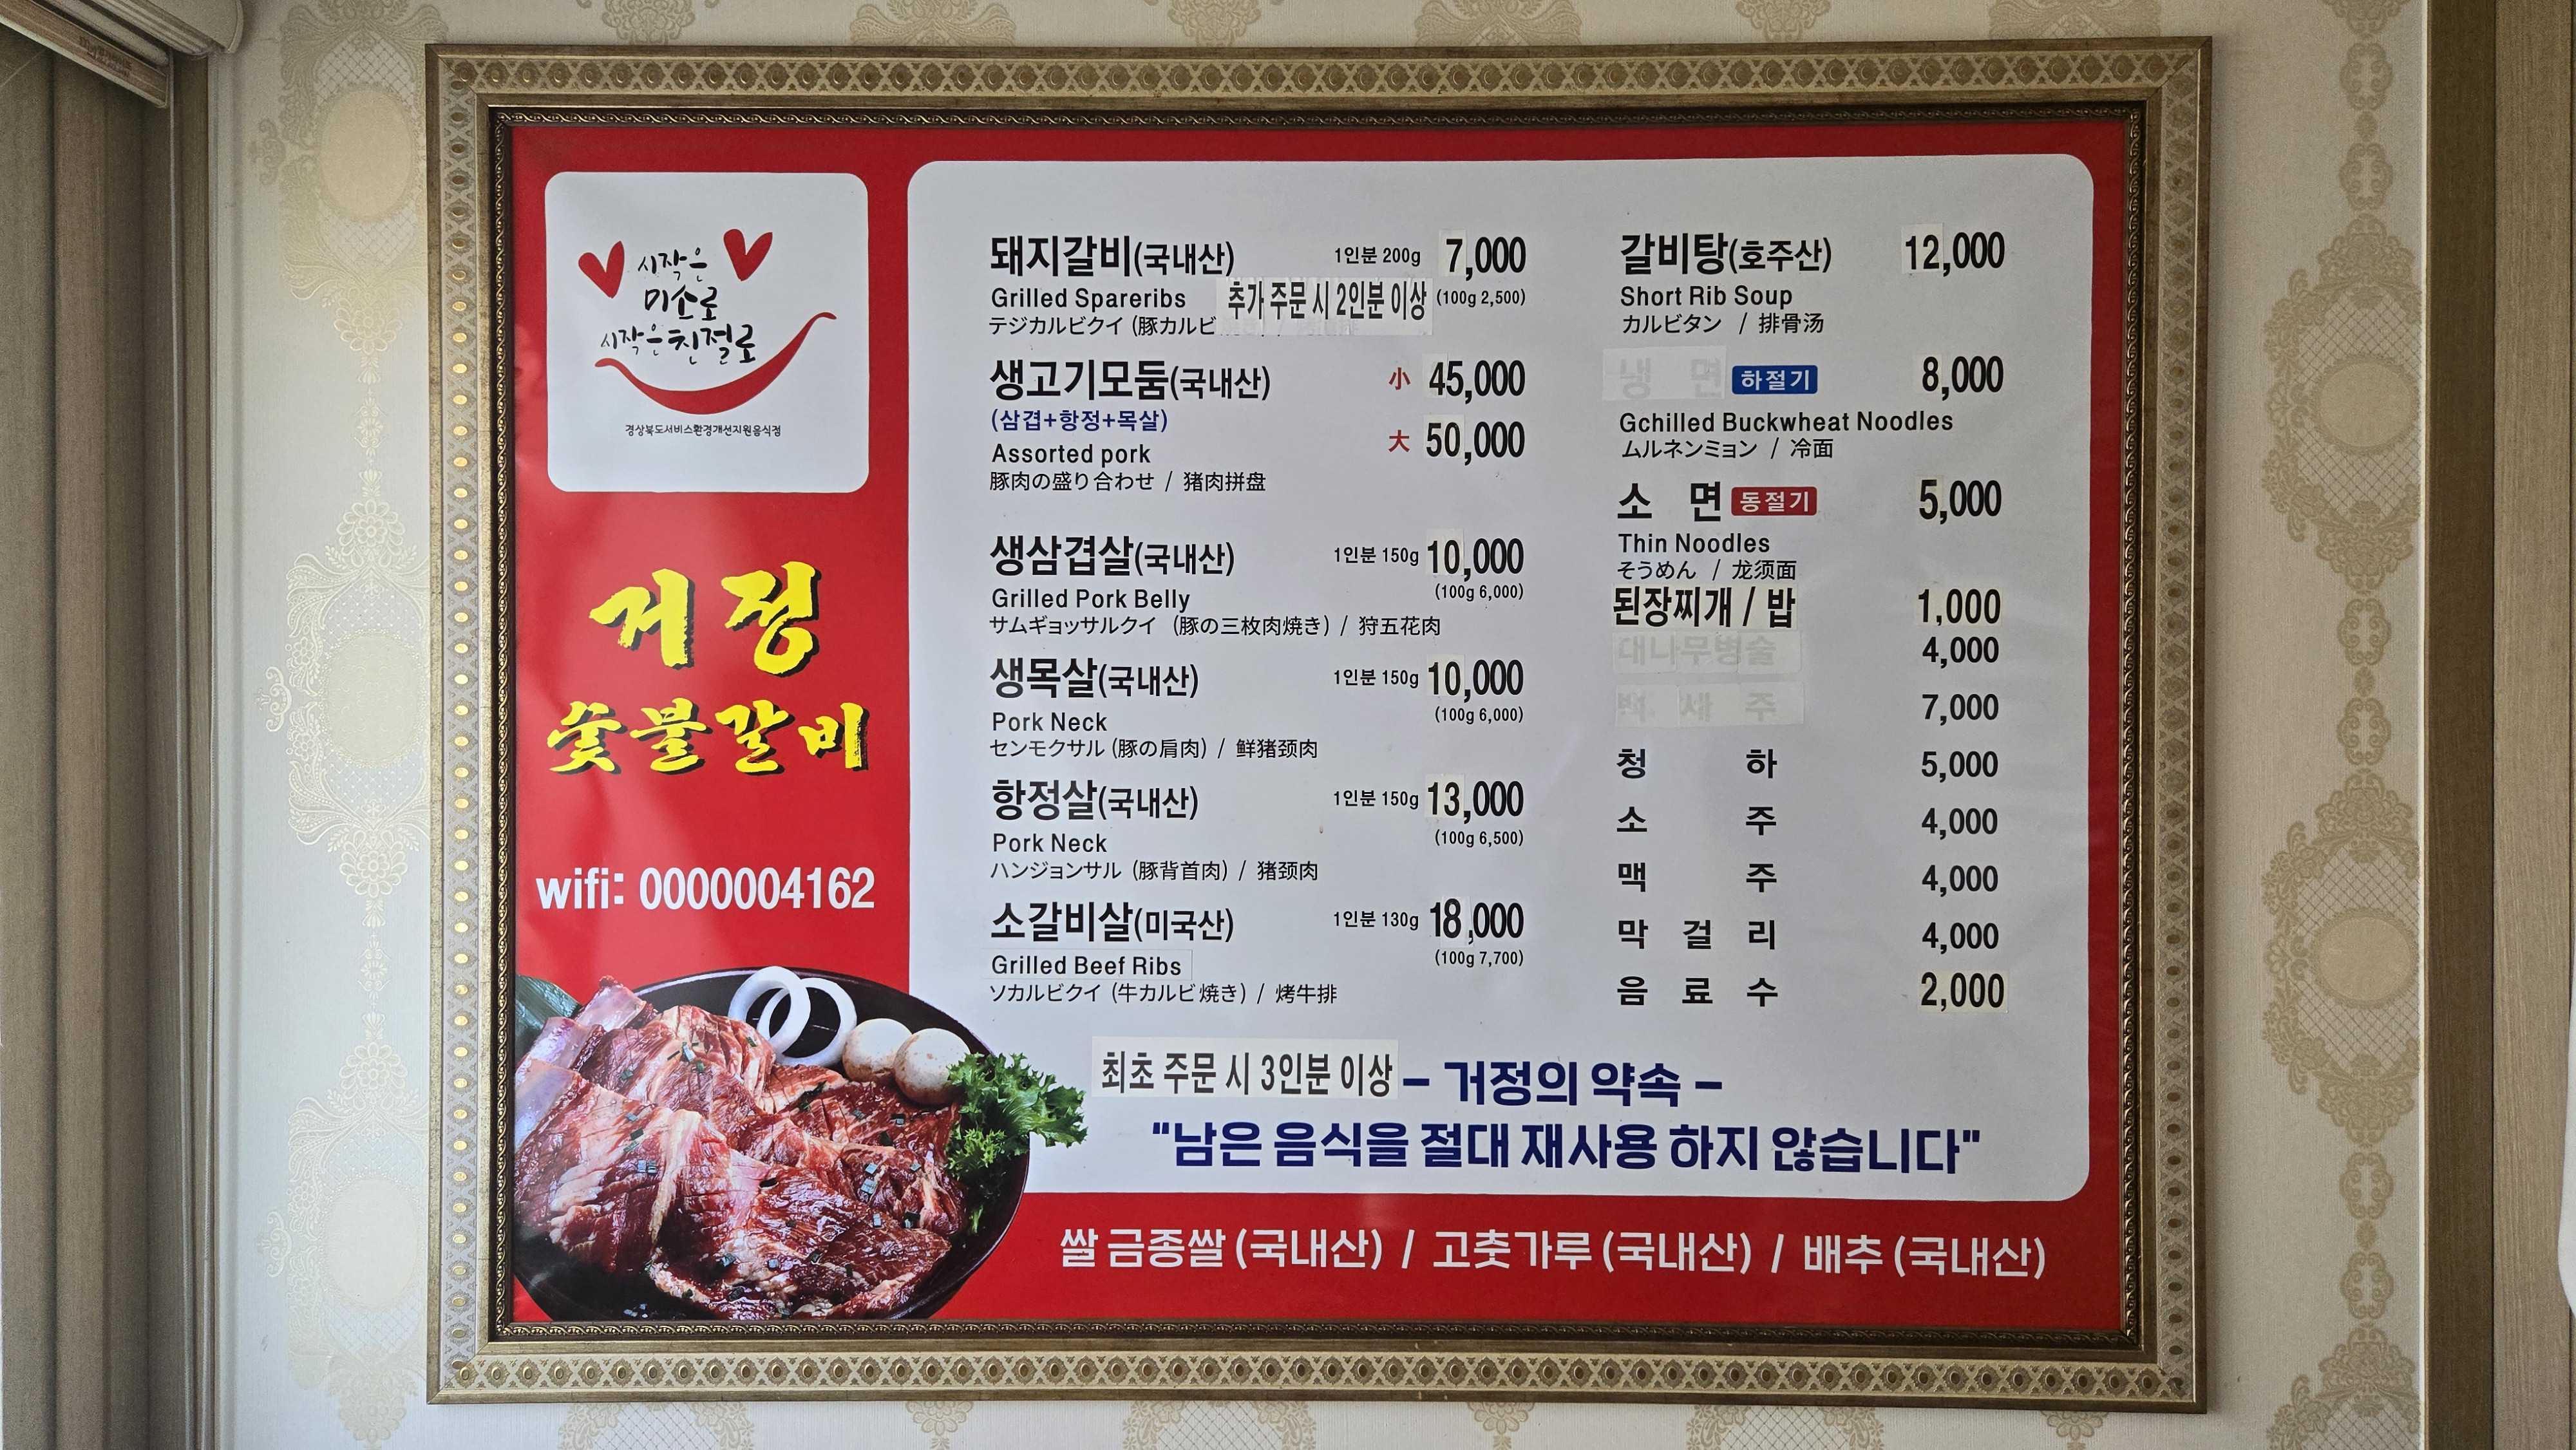 시작은
미소로
시작은 친절로
경상북도서비스환경개선지원음식점
거정
숯불갈비
wifi: 0000004162
돼지갈비(국내산) 1인분 200g 7,000
Grilled Spareribs 추가 주문 시 2인분 이상 (100g 2,500)
テジカルビクイ (豚カルビ
생고기모둠(국내산) 小 45,000
(삼겹+항정+목살)
大 50,000
Assorted pork
豚肉の盛り合わせ / 猪肉拼盘
생삼겹살(국내산) 1인분 150g 10,000
Grilled Pork Belly (100g 6,000)
サムギョッサルクイ (豚の三枚肉焼き) / 狩五花肉
생목살(국내산) 1인분 150g 10,000
Pork Neck (100g 6,000)
センモクサル (豚の肩肉) / 鲜猪颈肉
항정살(국내산) 1인분 150g 13,000
Pork Neck (100g 6,500)
ハンジョンサル (豚背首肉) / 猪颈肉
소갈비살(미국산) 1인분 130g 18,000
Grilled Beef Ribs (100g 7,700)
ソカルビクイ (牛カルビ焼き) / 烤牛排
갈비탕(호주산) 12,000
Short Rib Soup
カルビタン / 排骨汤
냉 면 하절기 8,000
Gchilled Buckwheat Noodles
ムルネンミョン / 冷面
소 면 동절기 5,000
Thin Noodles
そうめん / 龙须面
된장찌개 / 밥 1,000
대나무병술 4,000
백 세 주 7,000
청 하 5,000
소 주 4,000
맥 주 4,000
막 걸 리 4,000
음 료 수 2,000
최초 주문 시 3인분 이상 – 거정의 약속 –
"남은 음식을 절대 재사용 하지 않습니다"
쌀 금종쌀 (국내산) / 고춧가루 (국내산) / 배추 (국내산)